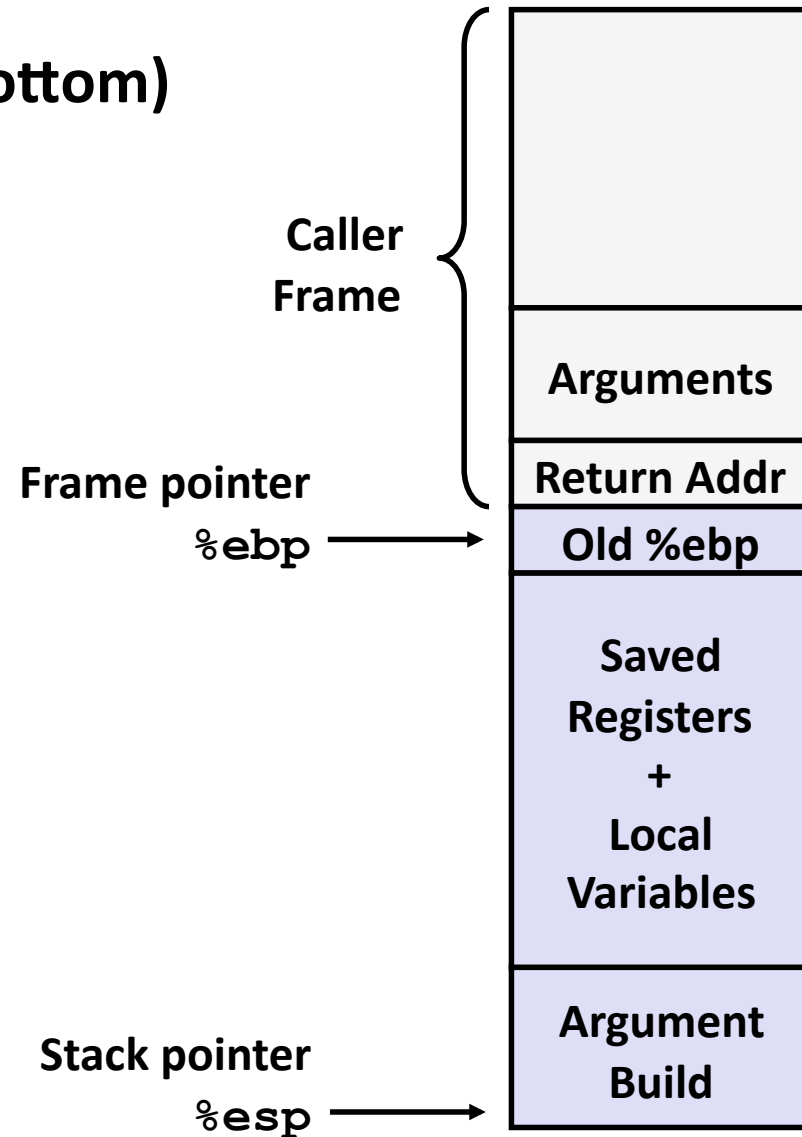 ottom)
Caller
Frame
Arguments
Return Addr
Frame pointer
%ebp
Old %ebp
Saved
Registers
+
Local
Variables
Argument
Build
Stack pointer
%esp